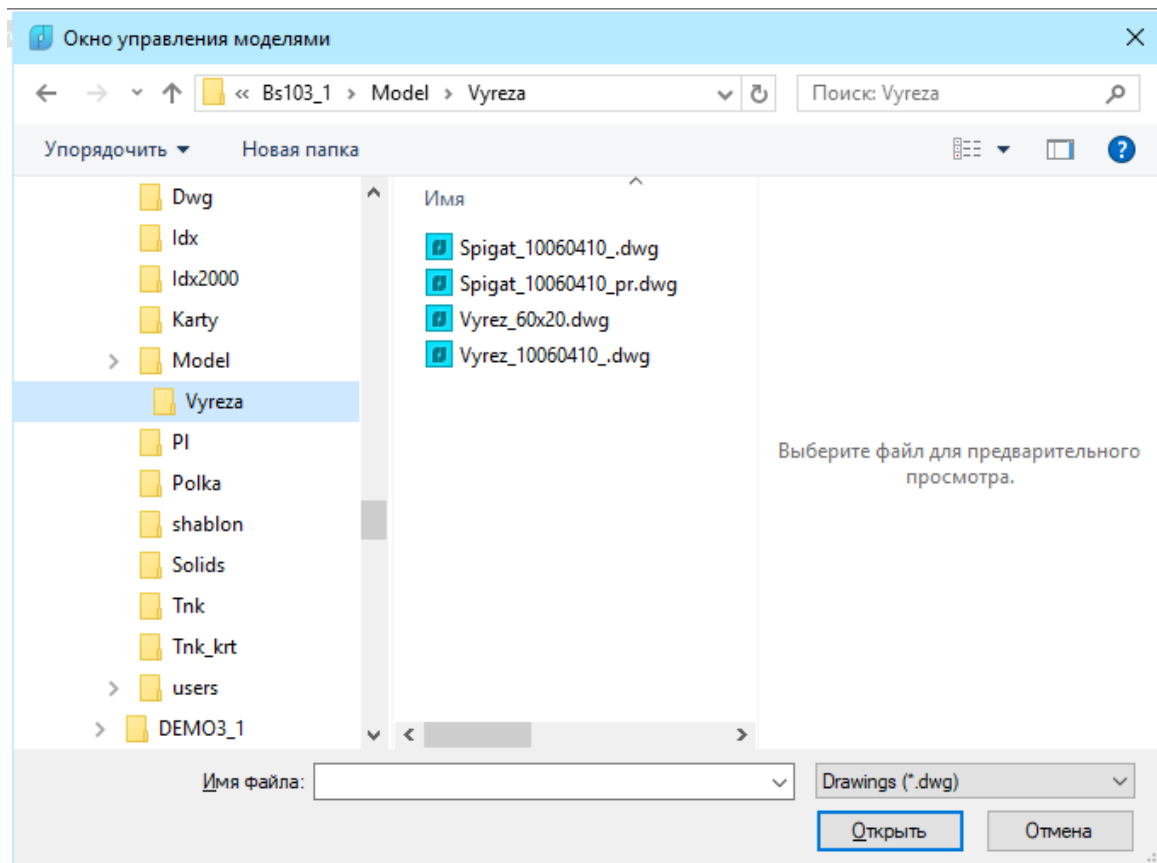 Окно управления моделями
« Bs103_1 > Model > Vyreza
Поиск: Vyreza
Упорядочить
Новая папка
Dwg
Idx
Idx2000
Karty
Model
Vyreza
Pl
Polka
shablon
Solids
Tnk
Tnk_krt
users
DEMO3_1
Имя
Spigat_10060410_.dwg
Spigat_10060410_pr.dwg
Vyrez_60x20.dwg
Vyrez_10060410_.dwg
Выберите файл для предварительного
просмотра.
Имя файла:
Drawings (*.dwg)
Открыть
Отмена